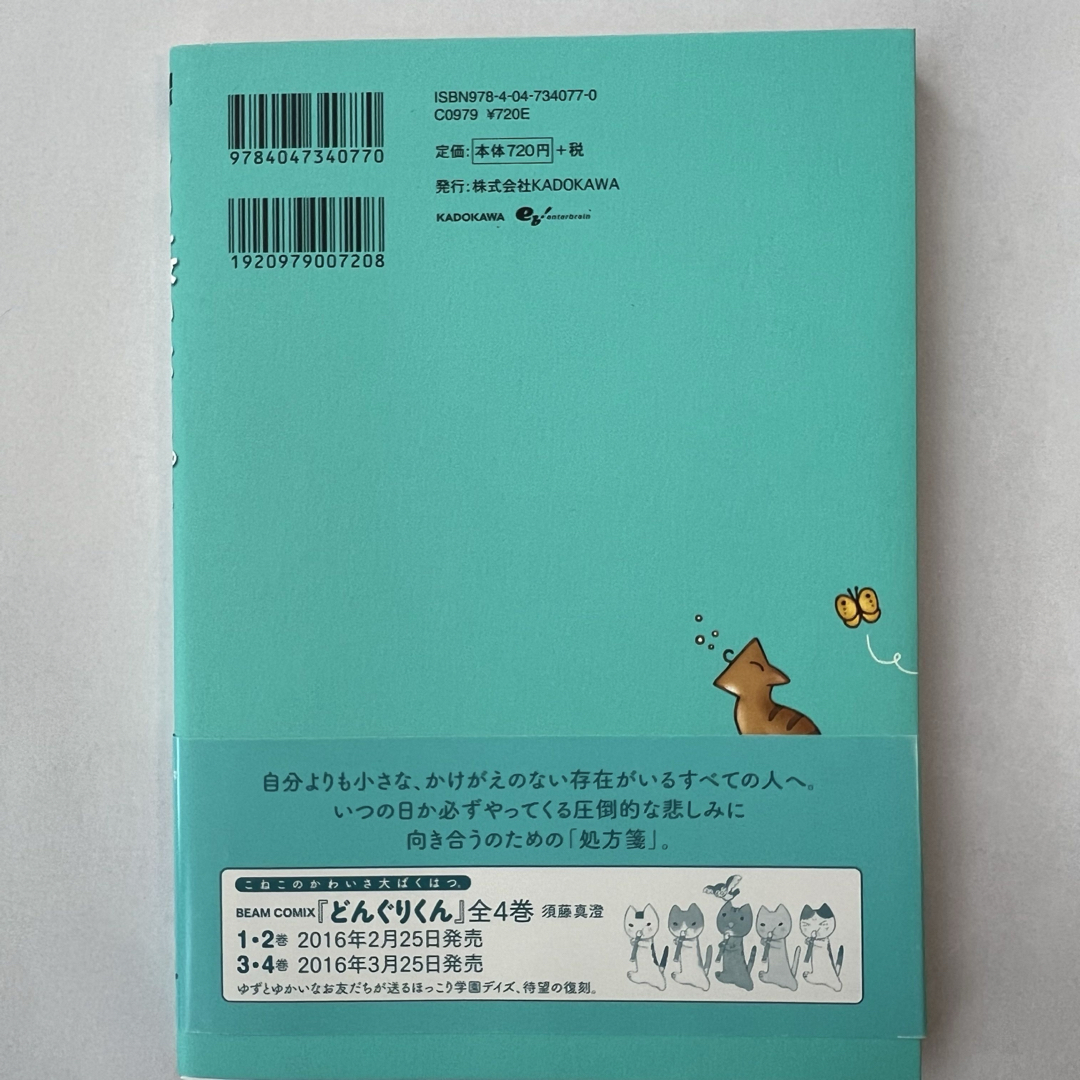 9784047340770
1920979007208
ISBN978-4-04-734077-0
C0979 ¥720E
定価:本体720円+税
発行:株式会社KADOKAWA
KADOKAWA eb! enterbrain
自分よりも小さな、かけがえのない存在がいるすべての人へ。
いつの日か必ずやってくる圧倒的な悲しみに
向き合うのための「処方箋」。
こねこのかわいさ大ばくはつ。
BEAM COMIX『どんぐりくん』全4巻 須藤真澄
1・2巻 2016年2月25日発売
3・4巻 2016年3月25日発売
ゆずとゆかいなお友だちが送るほっこり学園デイズ、待望の復刻。